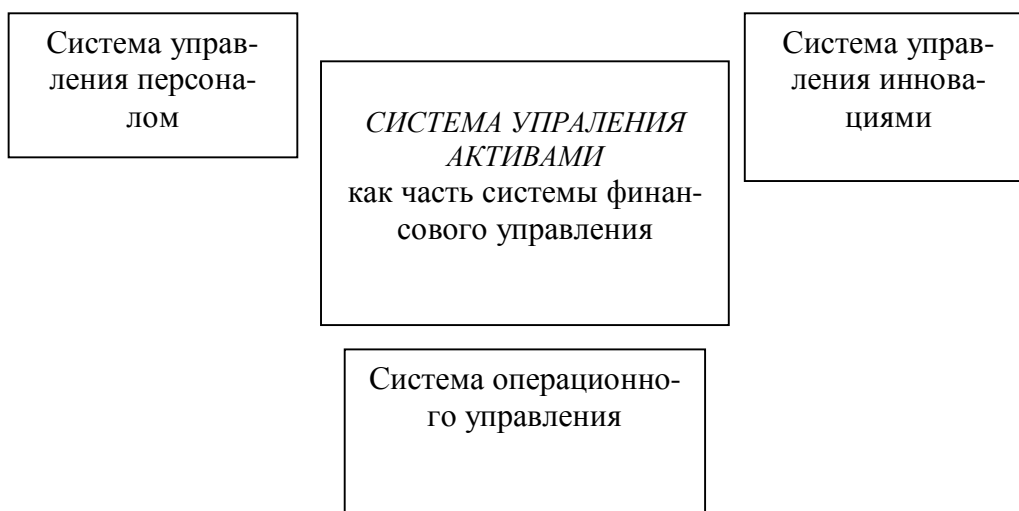 Система управ-
ления персона-
лом
СИСТЕМА УПРАЛЕНИЯ
АКТИВАМИ
как часть системы финан-
сового управления
Система управ-
ления иннова-
циями
Система операционно-
го управления